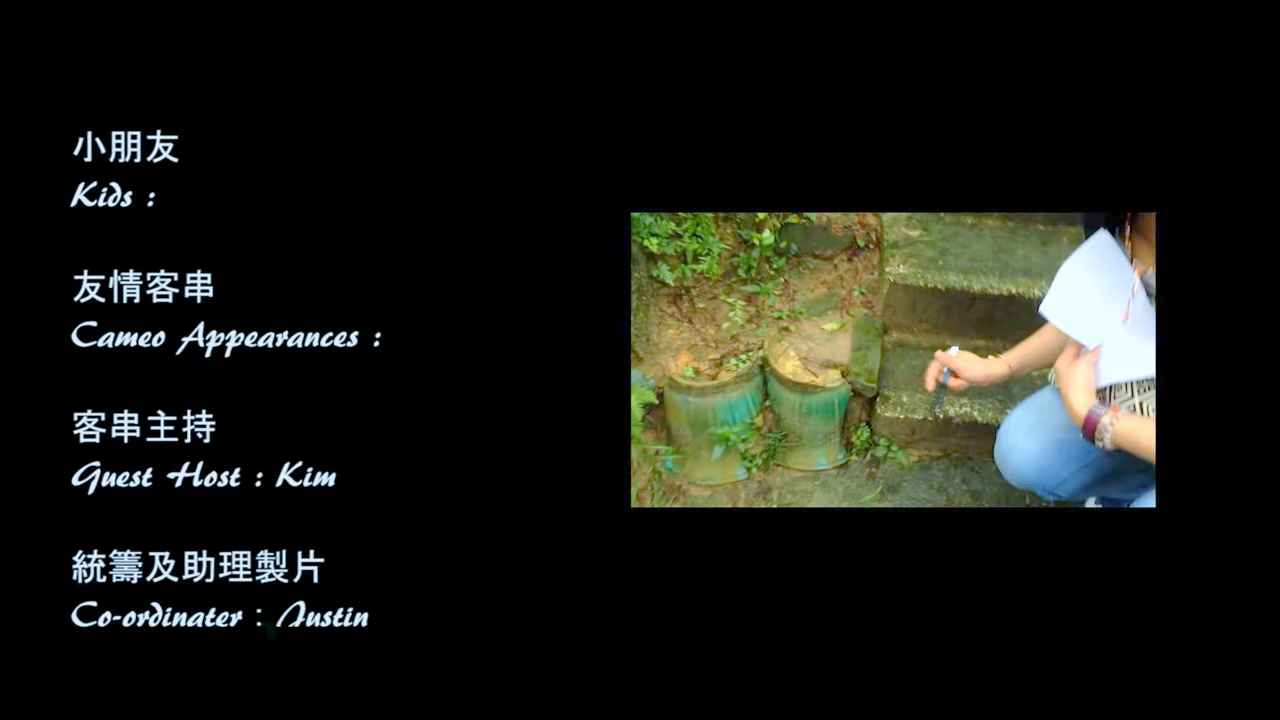 小朋友
Kids :
友情客串
Cameo Appearances :
客串主持
Guest Host : Kim
統籌及助理製片
Co-ordinater : Austin